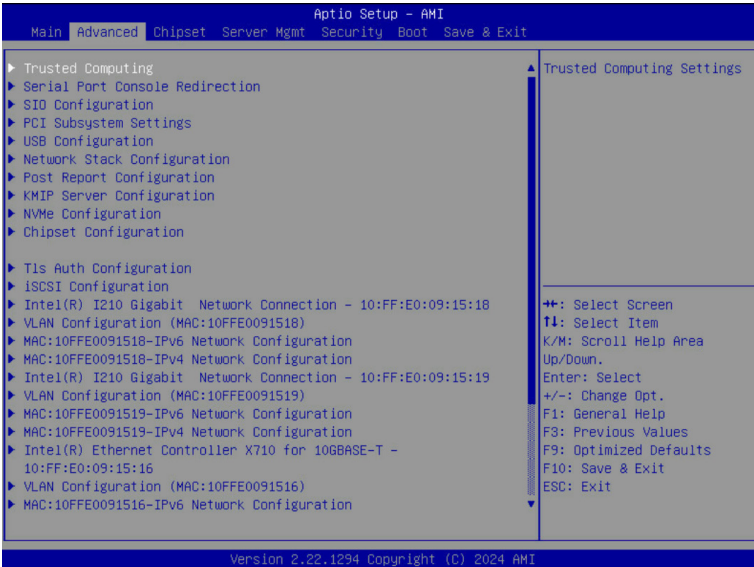 Aptio Setup - AMI
Main Advanced Chipset Server Mgmt Security Boot Save & Exit
Trusted Computing
Serial Port Console Redirection
SIO Configuration
PCI Subsystem Settings
USB Configuration
Network Stack Configuration
Post Report Configuration
KMIP Server Configuration
NVMe Configuration
Chipset Configuration
Tls Auth Configuration
iSCSI Configuration
Intel(R) I210 Gigabit  Network Connection - 10:FF:E0:09:15:18
VLAN Configuration (MAC:10FFE0091518)
MAC:10FFE0091518-IPv6 Network Configuration
MAC:10FFE0091518-IPv4 Network Configuration
Intel(R) I210 Gigabit  Network Connection - 10:FF:E0:09:15:19
VLAN Configuration (MAC:10FFE0091519)
MAC:10FFE0091519-IPv6 Network Configuration
MAC:10FFE0091519-IPv4 Network Configuration
Intel(R) Ethernet Controller X710 for 10GBASE-T -
10:FF:E0:09:15:16
VLAN Configuration (MAC:10FFE0091516)
MAC:10FFE0091516-IPv6 Network Configuration
Trusted Computing Settings
→←: Select Screen
↑↓: Select Item
K/M: Scroll Help Area
Up/Down.
Enter: Select
+/-: Change Opt.
F1: General Help
F3: Previous Values
F9: Optimized Defaults
F10: Save & Exit
ESC: Exit
Version 2.22.1294 Copyright (C) 2024 AMI